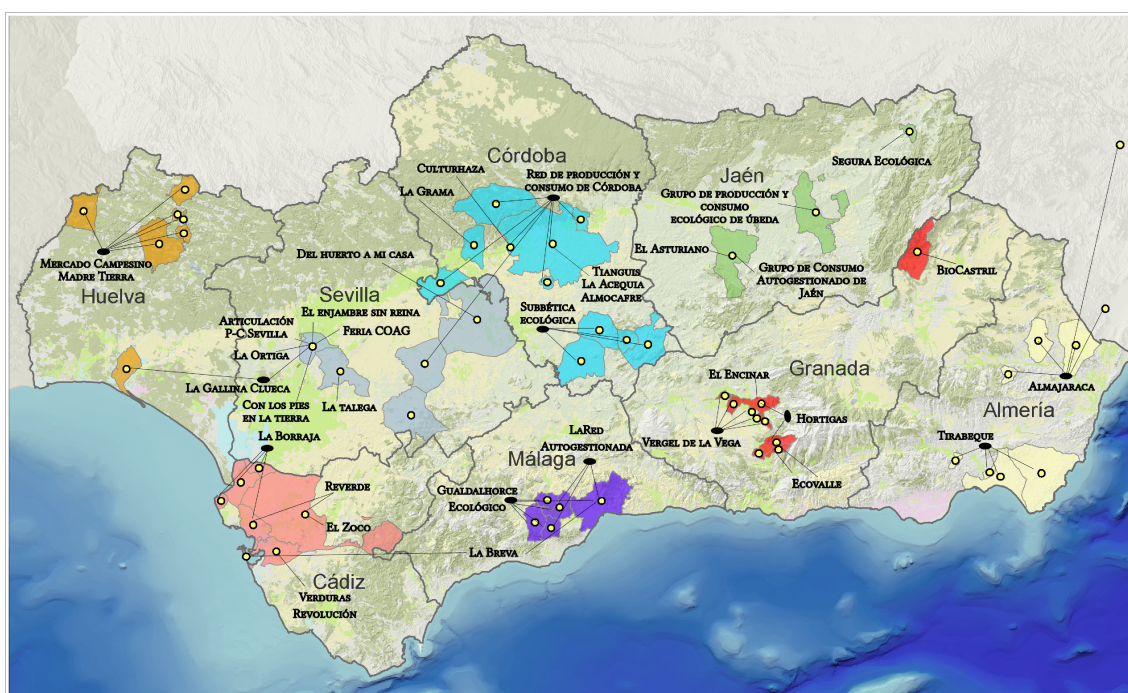 Córdoba
Culturhaza
Red de producción y
consumo de Córdoba
La Grama
Segura Ecológica
Jaén
Grupo de producción y
consumo
ecológico de úbeda
El Asturiano
Grupo de Consumo
Autogestionado de
Jaén
BioCastril
Mercado Campesino
Madre Tierra
Huelva
Del huerto a mi casa
Sevilla
El enjambre sin reina
Articulación
P-C Sevilla
Feria COAG
La Ortiga
La Gallina Clueca
Con los pies
en la tierra
La talega
Tianguis
La Acequia
Almocafre
Subbética
ecológica
Granada
El Encinar
Hortigas
Vergel de la Vega
Ecovalle
Almajaraca
Almería
Tirabeque
La Borraja
Reverde
El Zoco
Cádiz
Verduras
Revolución
LaRed
Autogestionada
Málaga
Gualdalhorce
Ecológico
La Breva